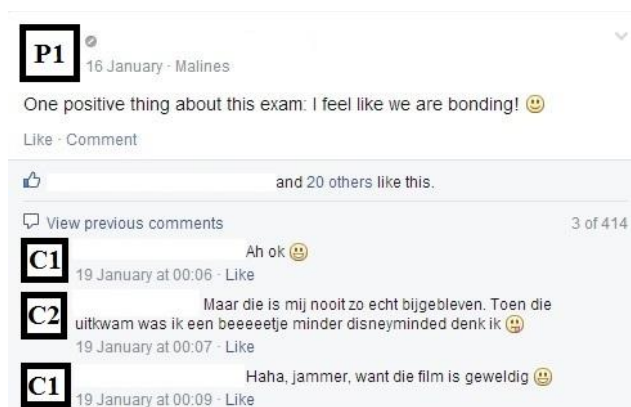 P1
16 January · Malines
One positive thing about this exam: I feel like we are bonding!
Like · Comment
and 20 others like this.
View previous comments 3 of 414
C1 Ah ok
19 January at 00:06 · Like
C2 Maar die is mij nooit zo echt bijgebleven. Toen die
uitkwam was ik een beeeeetje minder disneyminded denk ik
19 January at 00:07 · Like
C1 Haha, jammer, want die film is geweldig
19 January at 00:09 · Like